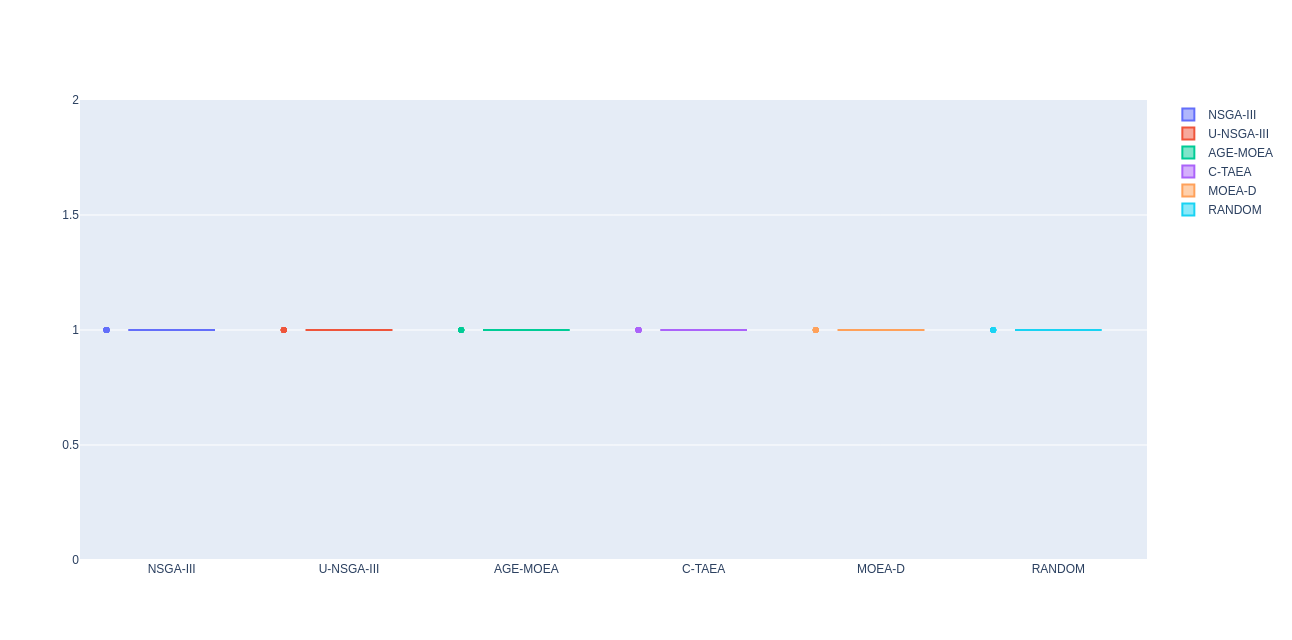 2
1.5
1
0.5
0
NSGA-III
U-NSGA-III
AGE-MOEA
C-TAEA
MOEA-D
RANDOM
NSGA-III
U-NSGA-III
AGE-MOEA
C-TAEA
MOEA-D
RANDOM